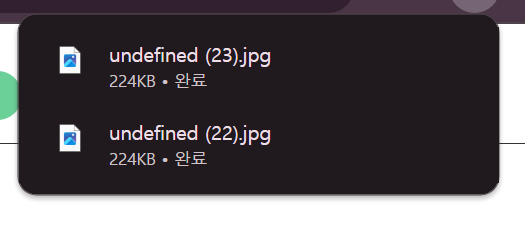 undefined (23).jpg
224KB • 완료
undefined (22).jpg
224KB • 완료